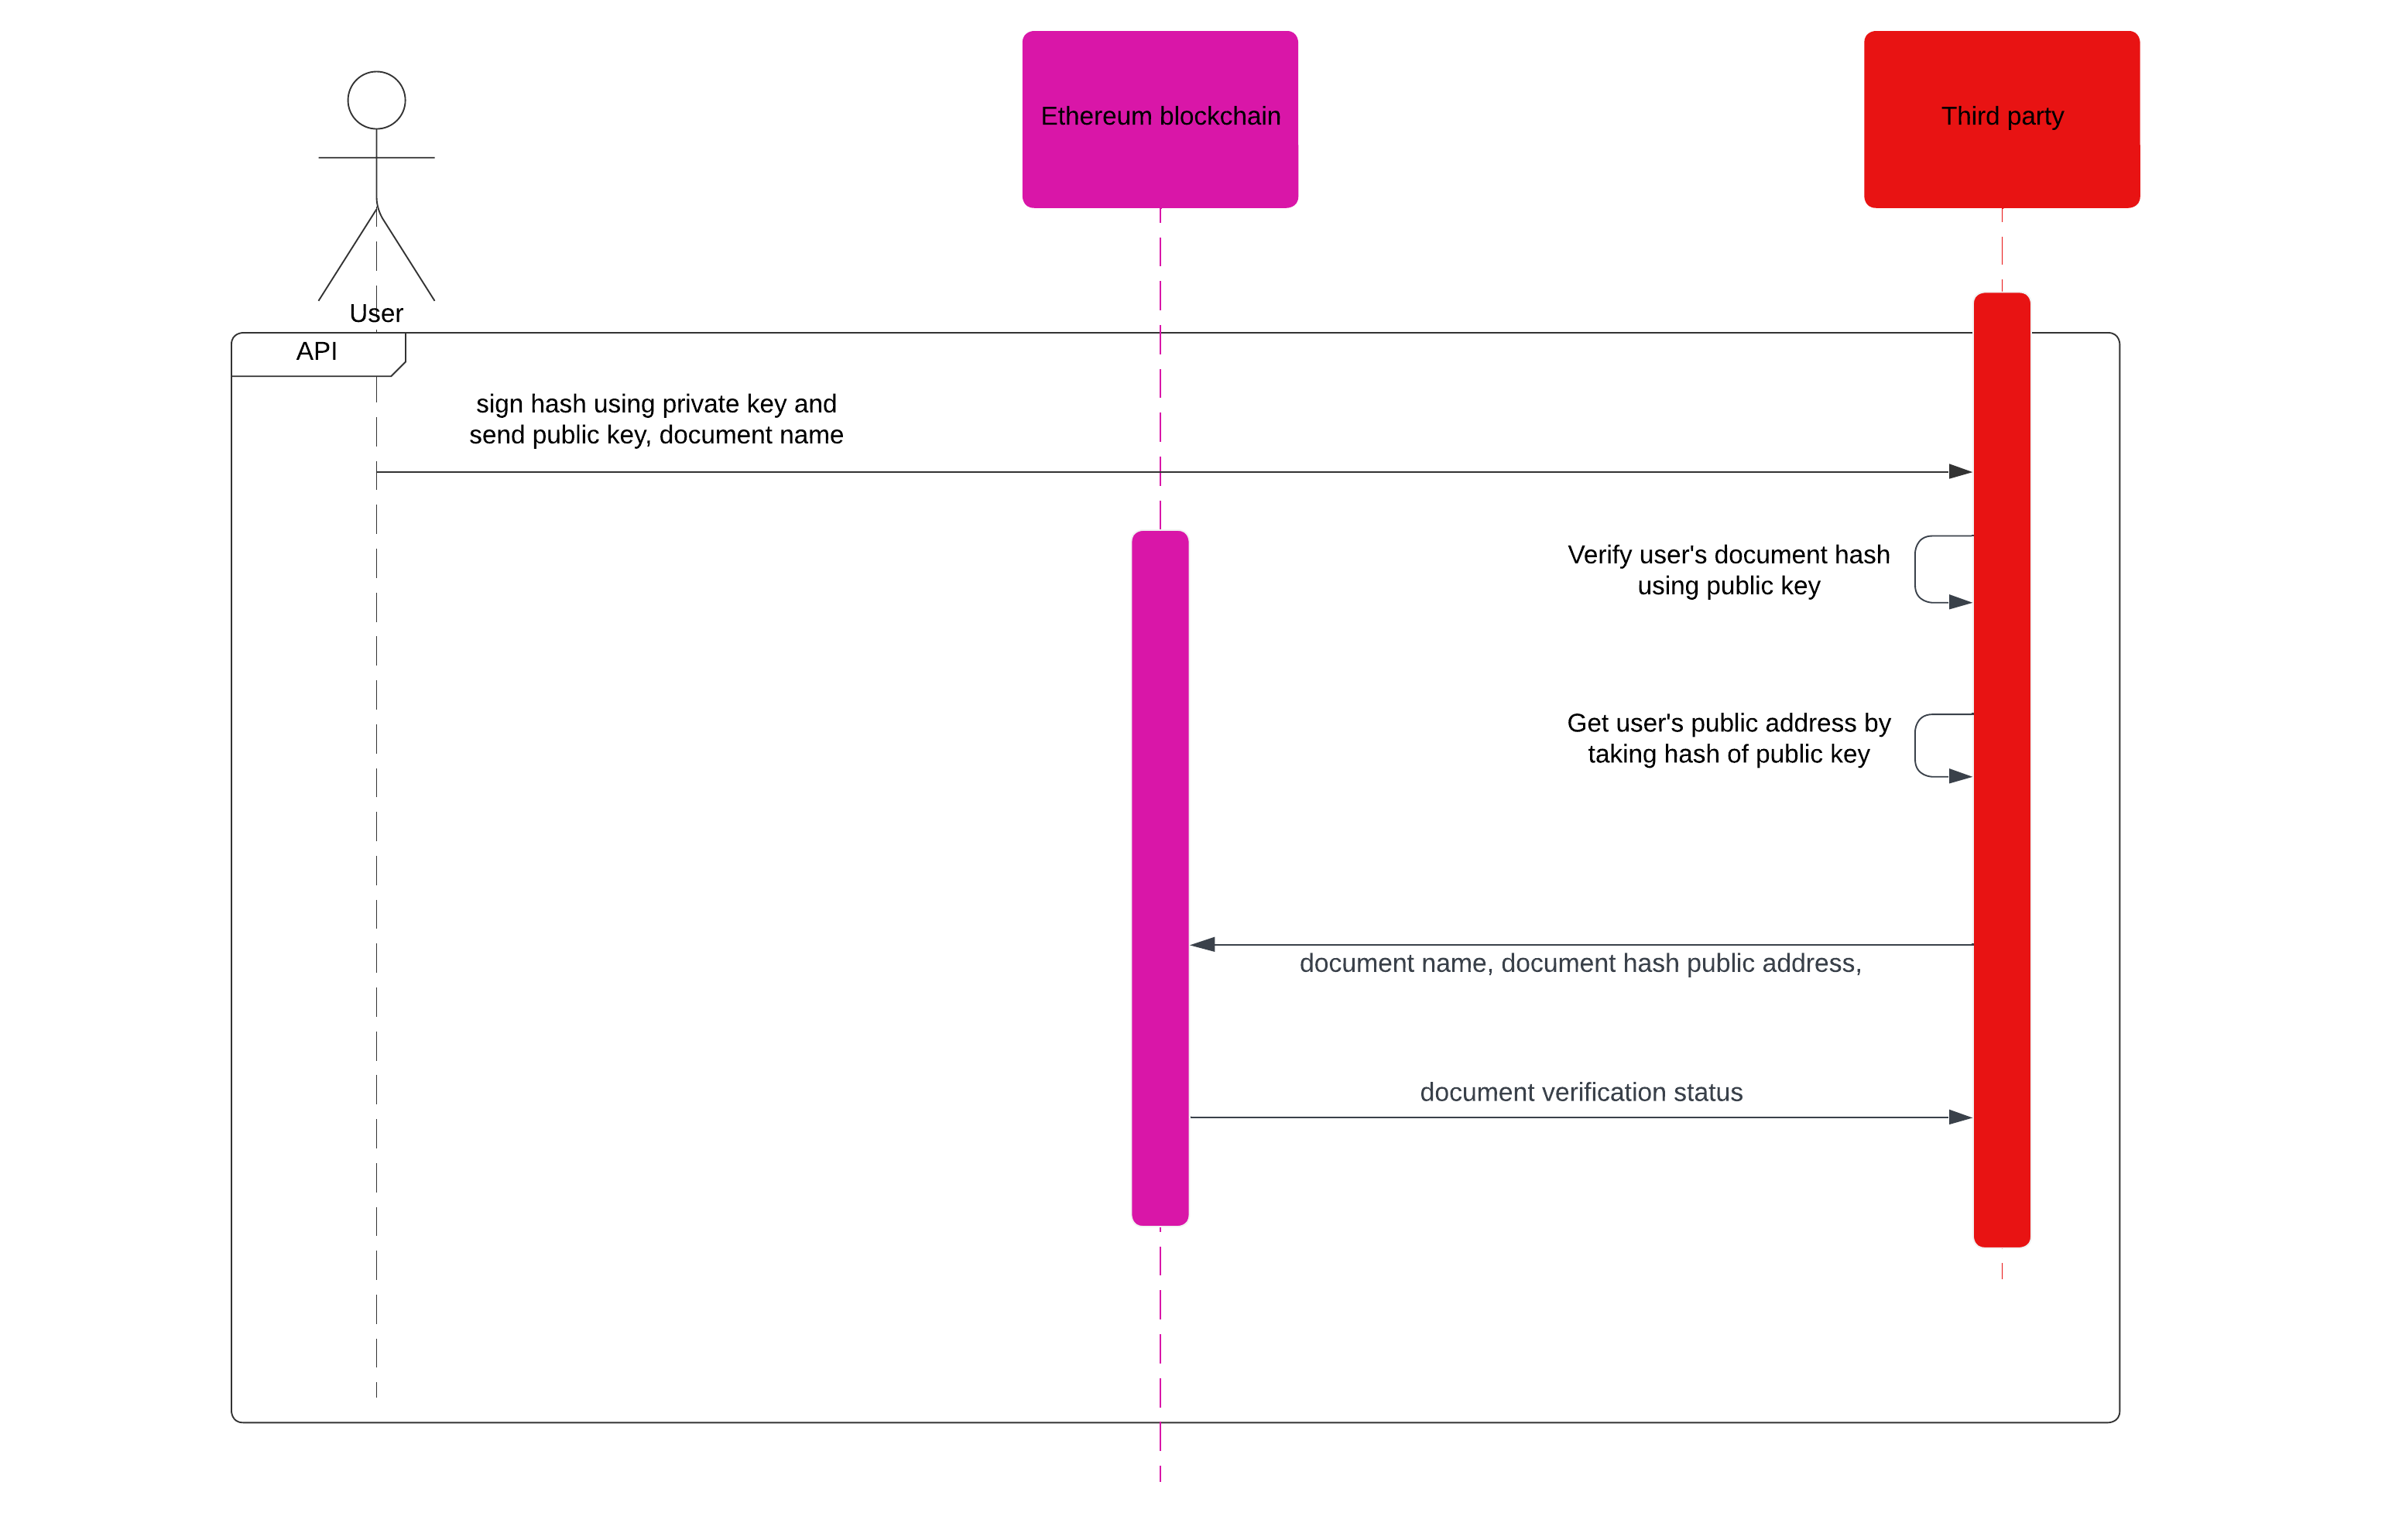 Ethereum blockchain
Third party
User
API
sign hash using private key and
send public key, document name
Verify user's document hash
using public key
Get user's public address by
taking hash of public key
document name, document hash public address,
document verification status